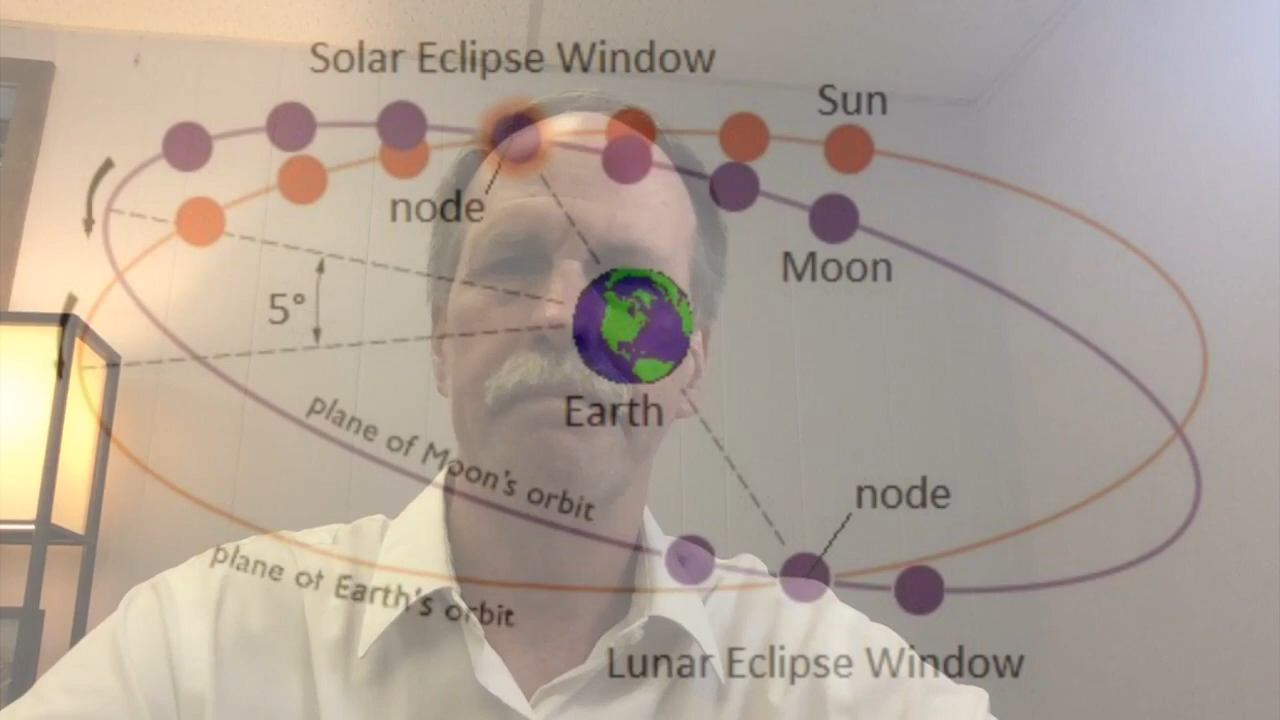 Solar Eclipse Window
Sun
node
Moon
5°
Earth
plane of Moon's orbit
node
plane of Earth's orbit
Lunar Eclipse Window